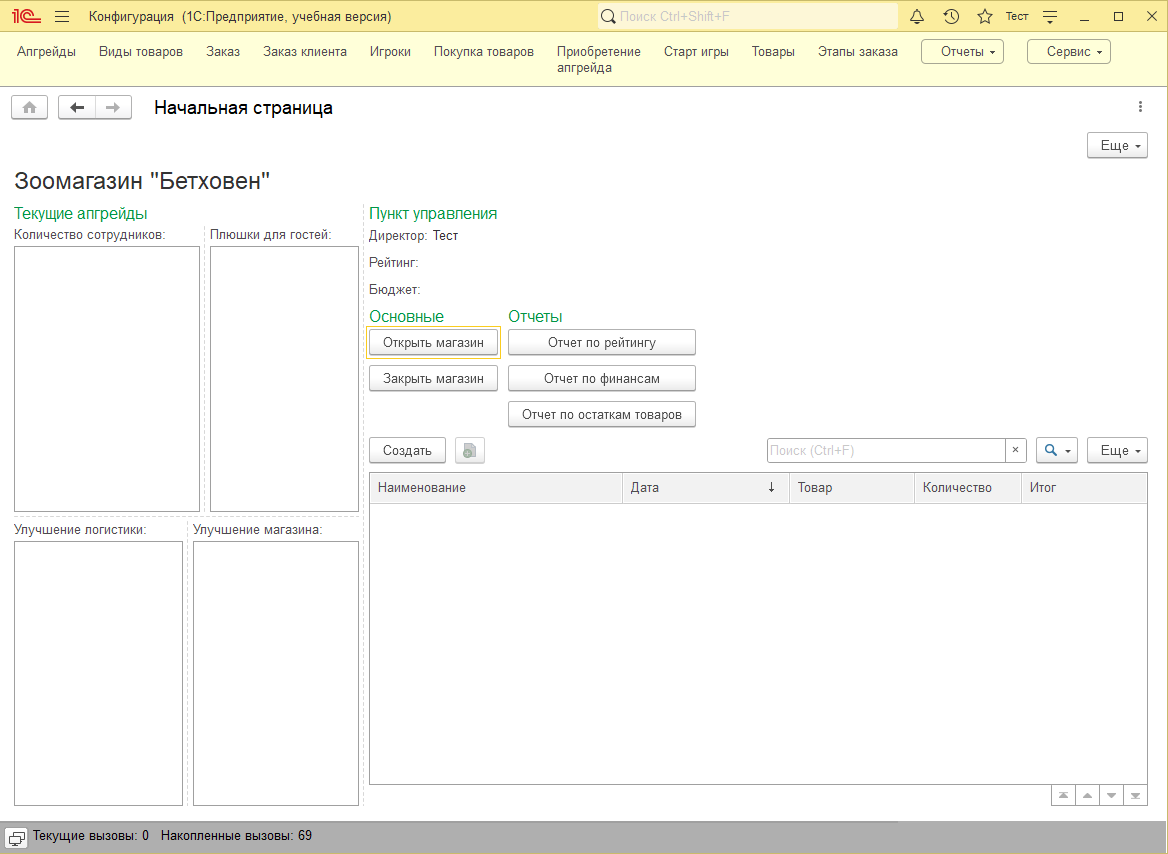 1С Конфигурация (1С:Предприятие, учебная версия) Поиск Ctrl+Shift+F Тест
Апгрейды Виды товаров Заказ Заказ клиента Игроки Покупка товаров Приобретение апгрейда Старт игры Товары Этапы заказа Отчеты Сервис
Начальная страница
Еще
Зоомагазин "Бетховен"
Текущие апгрейды
Количество сотрудников: Плюшки для гостей:
Улучшение логистики: Улучшение магазина:
Пункт управления
Директор: Тест
Рейтинг:
Бюджет:
Основные Отчеты
Открыть магазин Отчет по рейтингу
Закрыть магазин Отчет по финансам
Отчет по остаткам товаров
Создать Поиск (Ctrl+F) × Еще
Наименование Дата ↓ Товар Количество Итог
Текущие вызовы: 0 Накопленные вызовы: 69